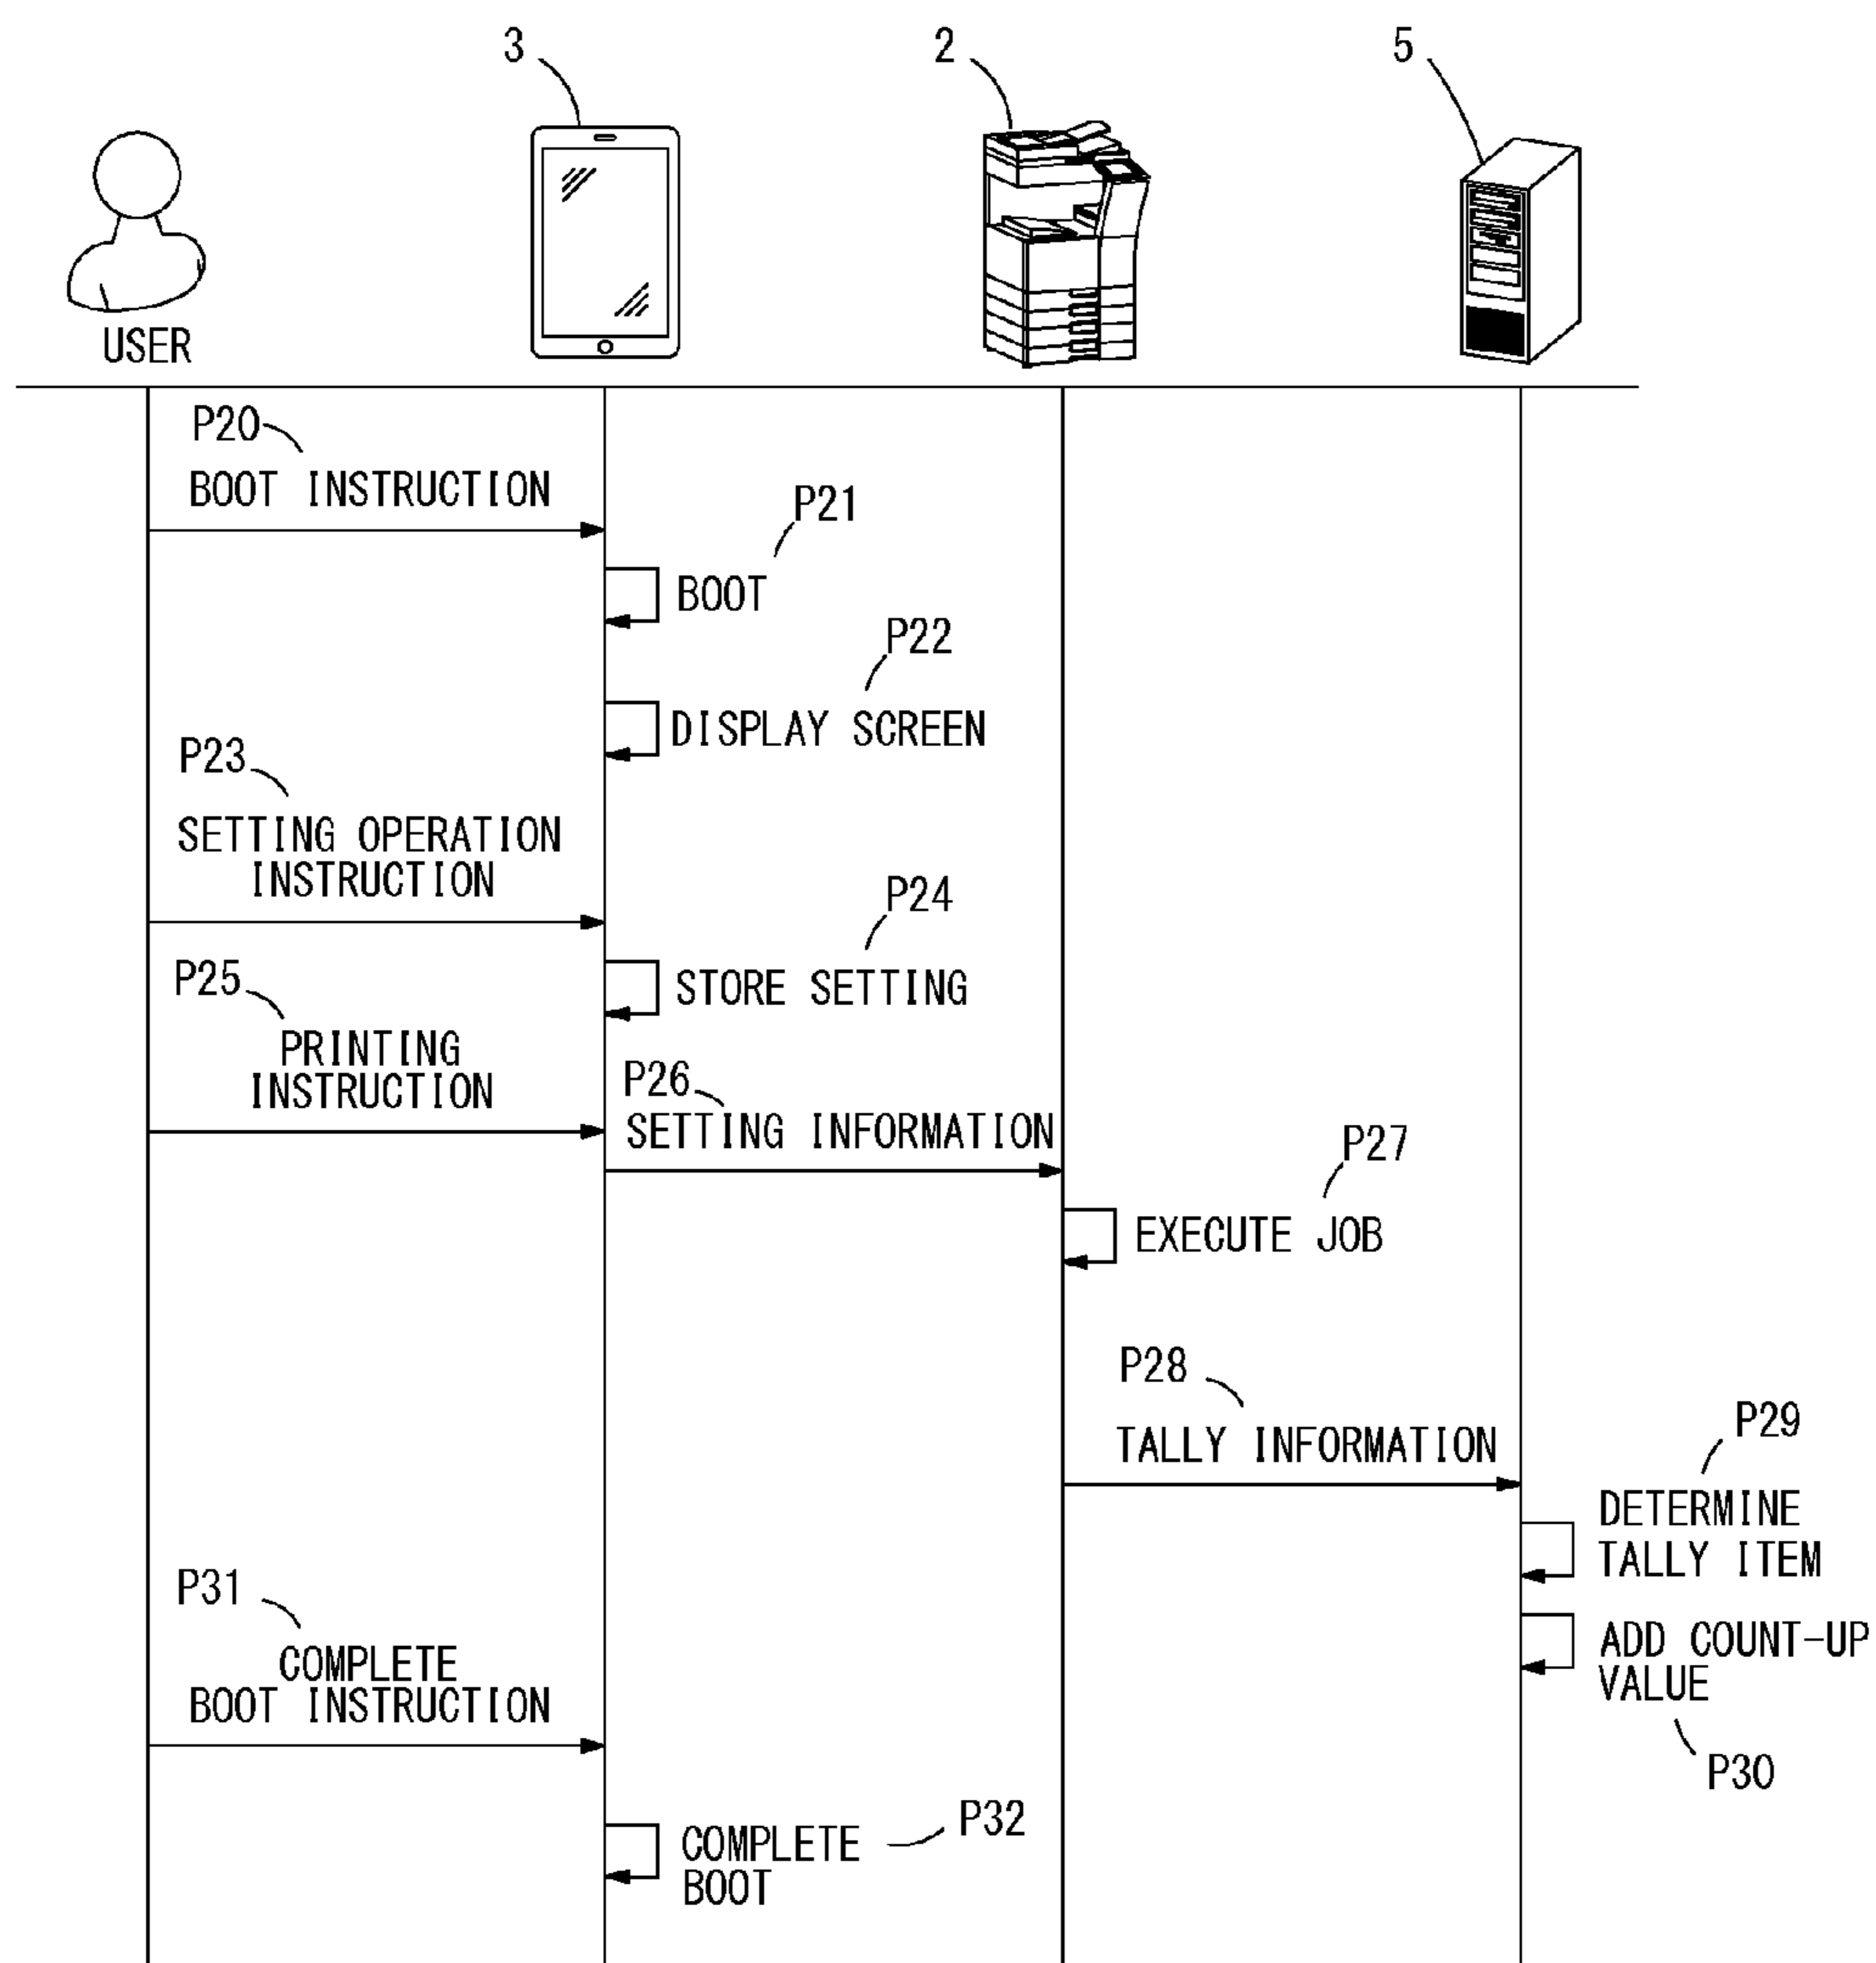 3
2
5
USER
P20
BOOT INSTRUCTION
P21
BOOT
P22
DISPLAY SCREEN
P23
SETTING OPERATION
INSTRUCTION
P24
STORE SETTING
P25
PRINTING
INSTRUCTION
P26
SETTING INFORMATION
P27
EXECUTE JOB
P28
TALLY INFORMATION
P29
DETERMINE
TALLY ITEM
ADD COUNT-UP
VALUE
P30
P31
COMPLETE
BOOT INSTRUCTION
P32
COMPLETE
BOOT